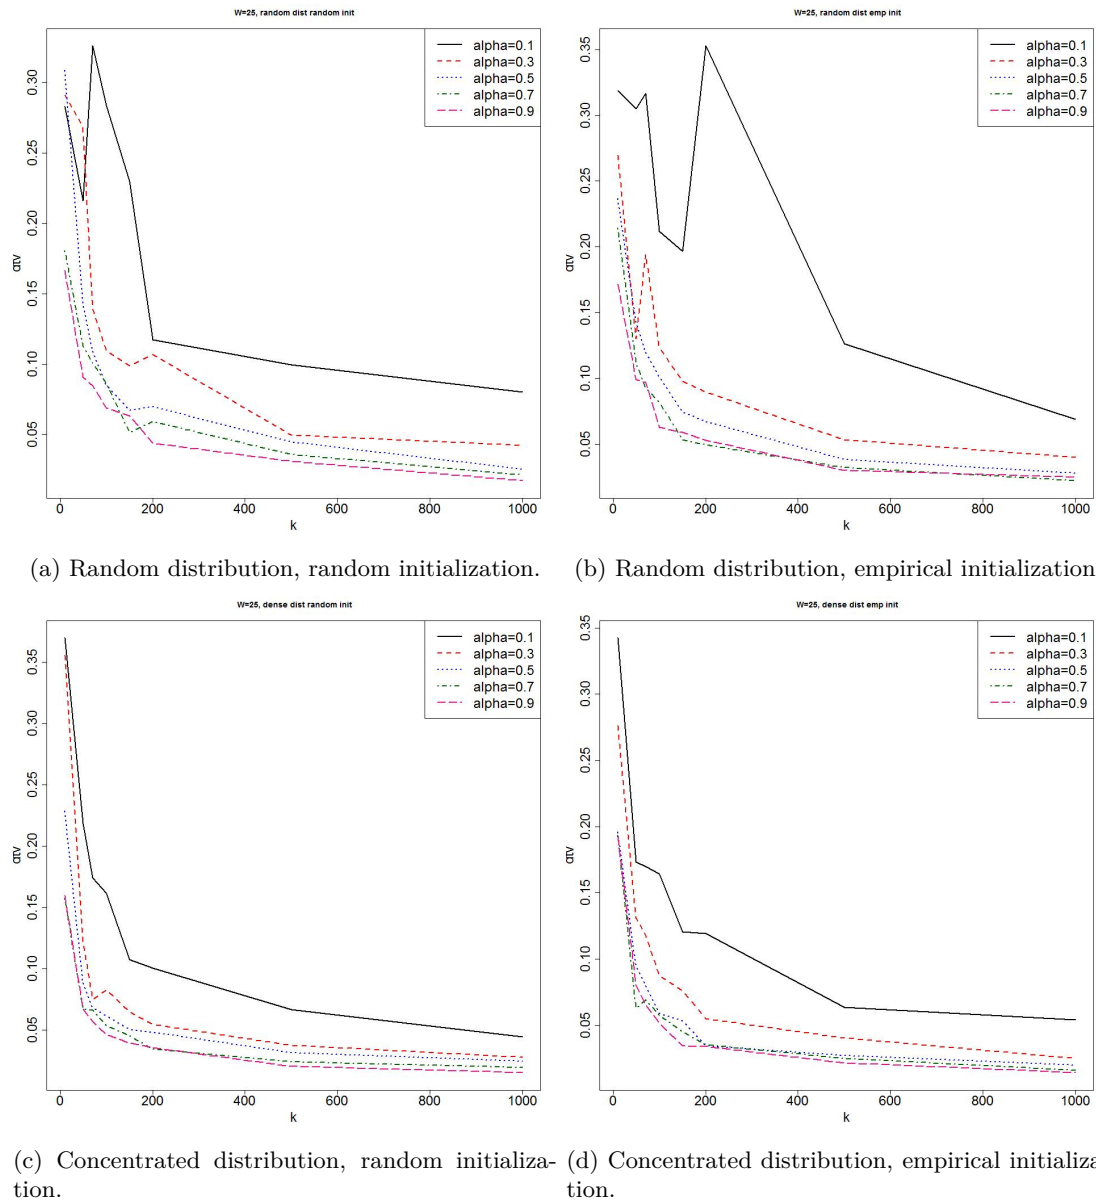 W=25, random dist random init
alpha=0.1
alpha=0.3
alpha=0.5
alpha=0.7
alpha=0.9
0.30
0.25
0.20
0.15
0.10
0.05
dtv
0 200 400 600 800 1000
k
(a) Random distribution, random initialization.
W=25, random dist emp init
alpha=0.1
alpha=0.3
alpha=0.5
alpha=0.7
alpha=0.9
0.35
0.30
0.25
0.20
0.15
0.10
0.05
dtv
0 200 400 600 800 1000
k
(b) Random distribution, empirical initialization
W=25, dense dist random init
alpha=0.1
alpha=0.3
alpha=0.5
alpha=0.7
alpha=0.9
0.35
0.30
0.25
0.20
0.15
0.10
0.05
dtv
0 200 400 600 800 1000
k
(c) Concentrated distribution, random initializa-
tion.
W=25, dense dist emp init
alpha=0.1
alpha=0.3
alpha=0.5
alpha=0.7
alpha=0.9
0.35
0.30
0.25
0.20
0.15
0.10
0.05
dtv
0 200 400 600 800 1000
k
(d) Concentrated distribution, empirical initializa
tion.